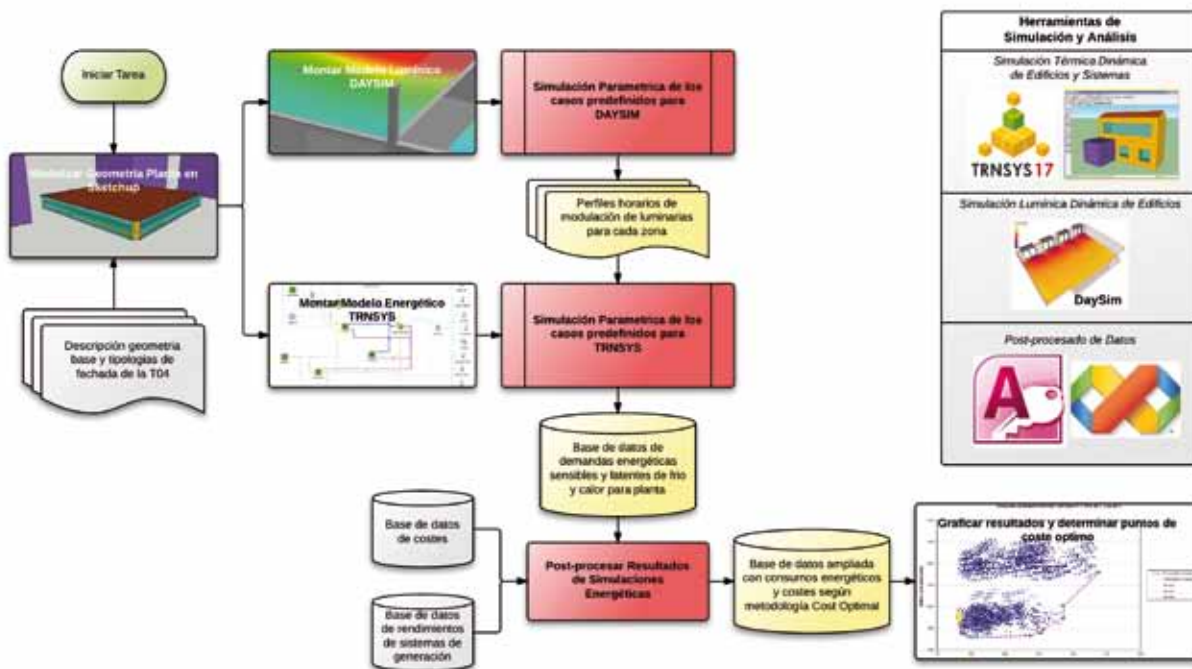 Iniciar Tarea
Modelizar Geometría Planta en
Sketchup
Descripción geometría
base y tipologías de
fachada de la T04
Montar Modelo Lumínico
DAYSIM
Simulación Parametrica de los
casos predefinidos para
DAYSIM
Perfiles horarios de
modulación de luminarias
para cada zona
Montar Modelo Energético
TRNSYS
Simulación Parametrica de los
casos predefinidos para
TRNSYS
Base de datos de
demandas energéticas
sensibles y latentes de frio
y calor para planta
Base de datos
de costes
Base de datos
de rendimientos
de sistemas de
generación
Post-procesar Resultados
de Simulaciones
Energéticas
Base de datos ampliada
con consumos energéticos
y costes según
metodología Cost Optimal
Graficar resultados y determinar puntos de
coste optimo
Herramientas de
Simulación y Análisis
Simulación Térmica Dinámica
de Edificios y Sistemas
TRNSYS 17
Simulación Lumínica Dinámica de Edificios
DaySim
Post-procesado de Datos
A